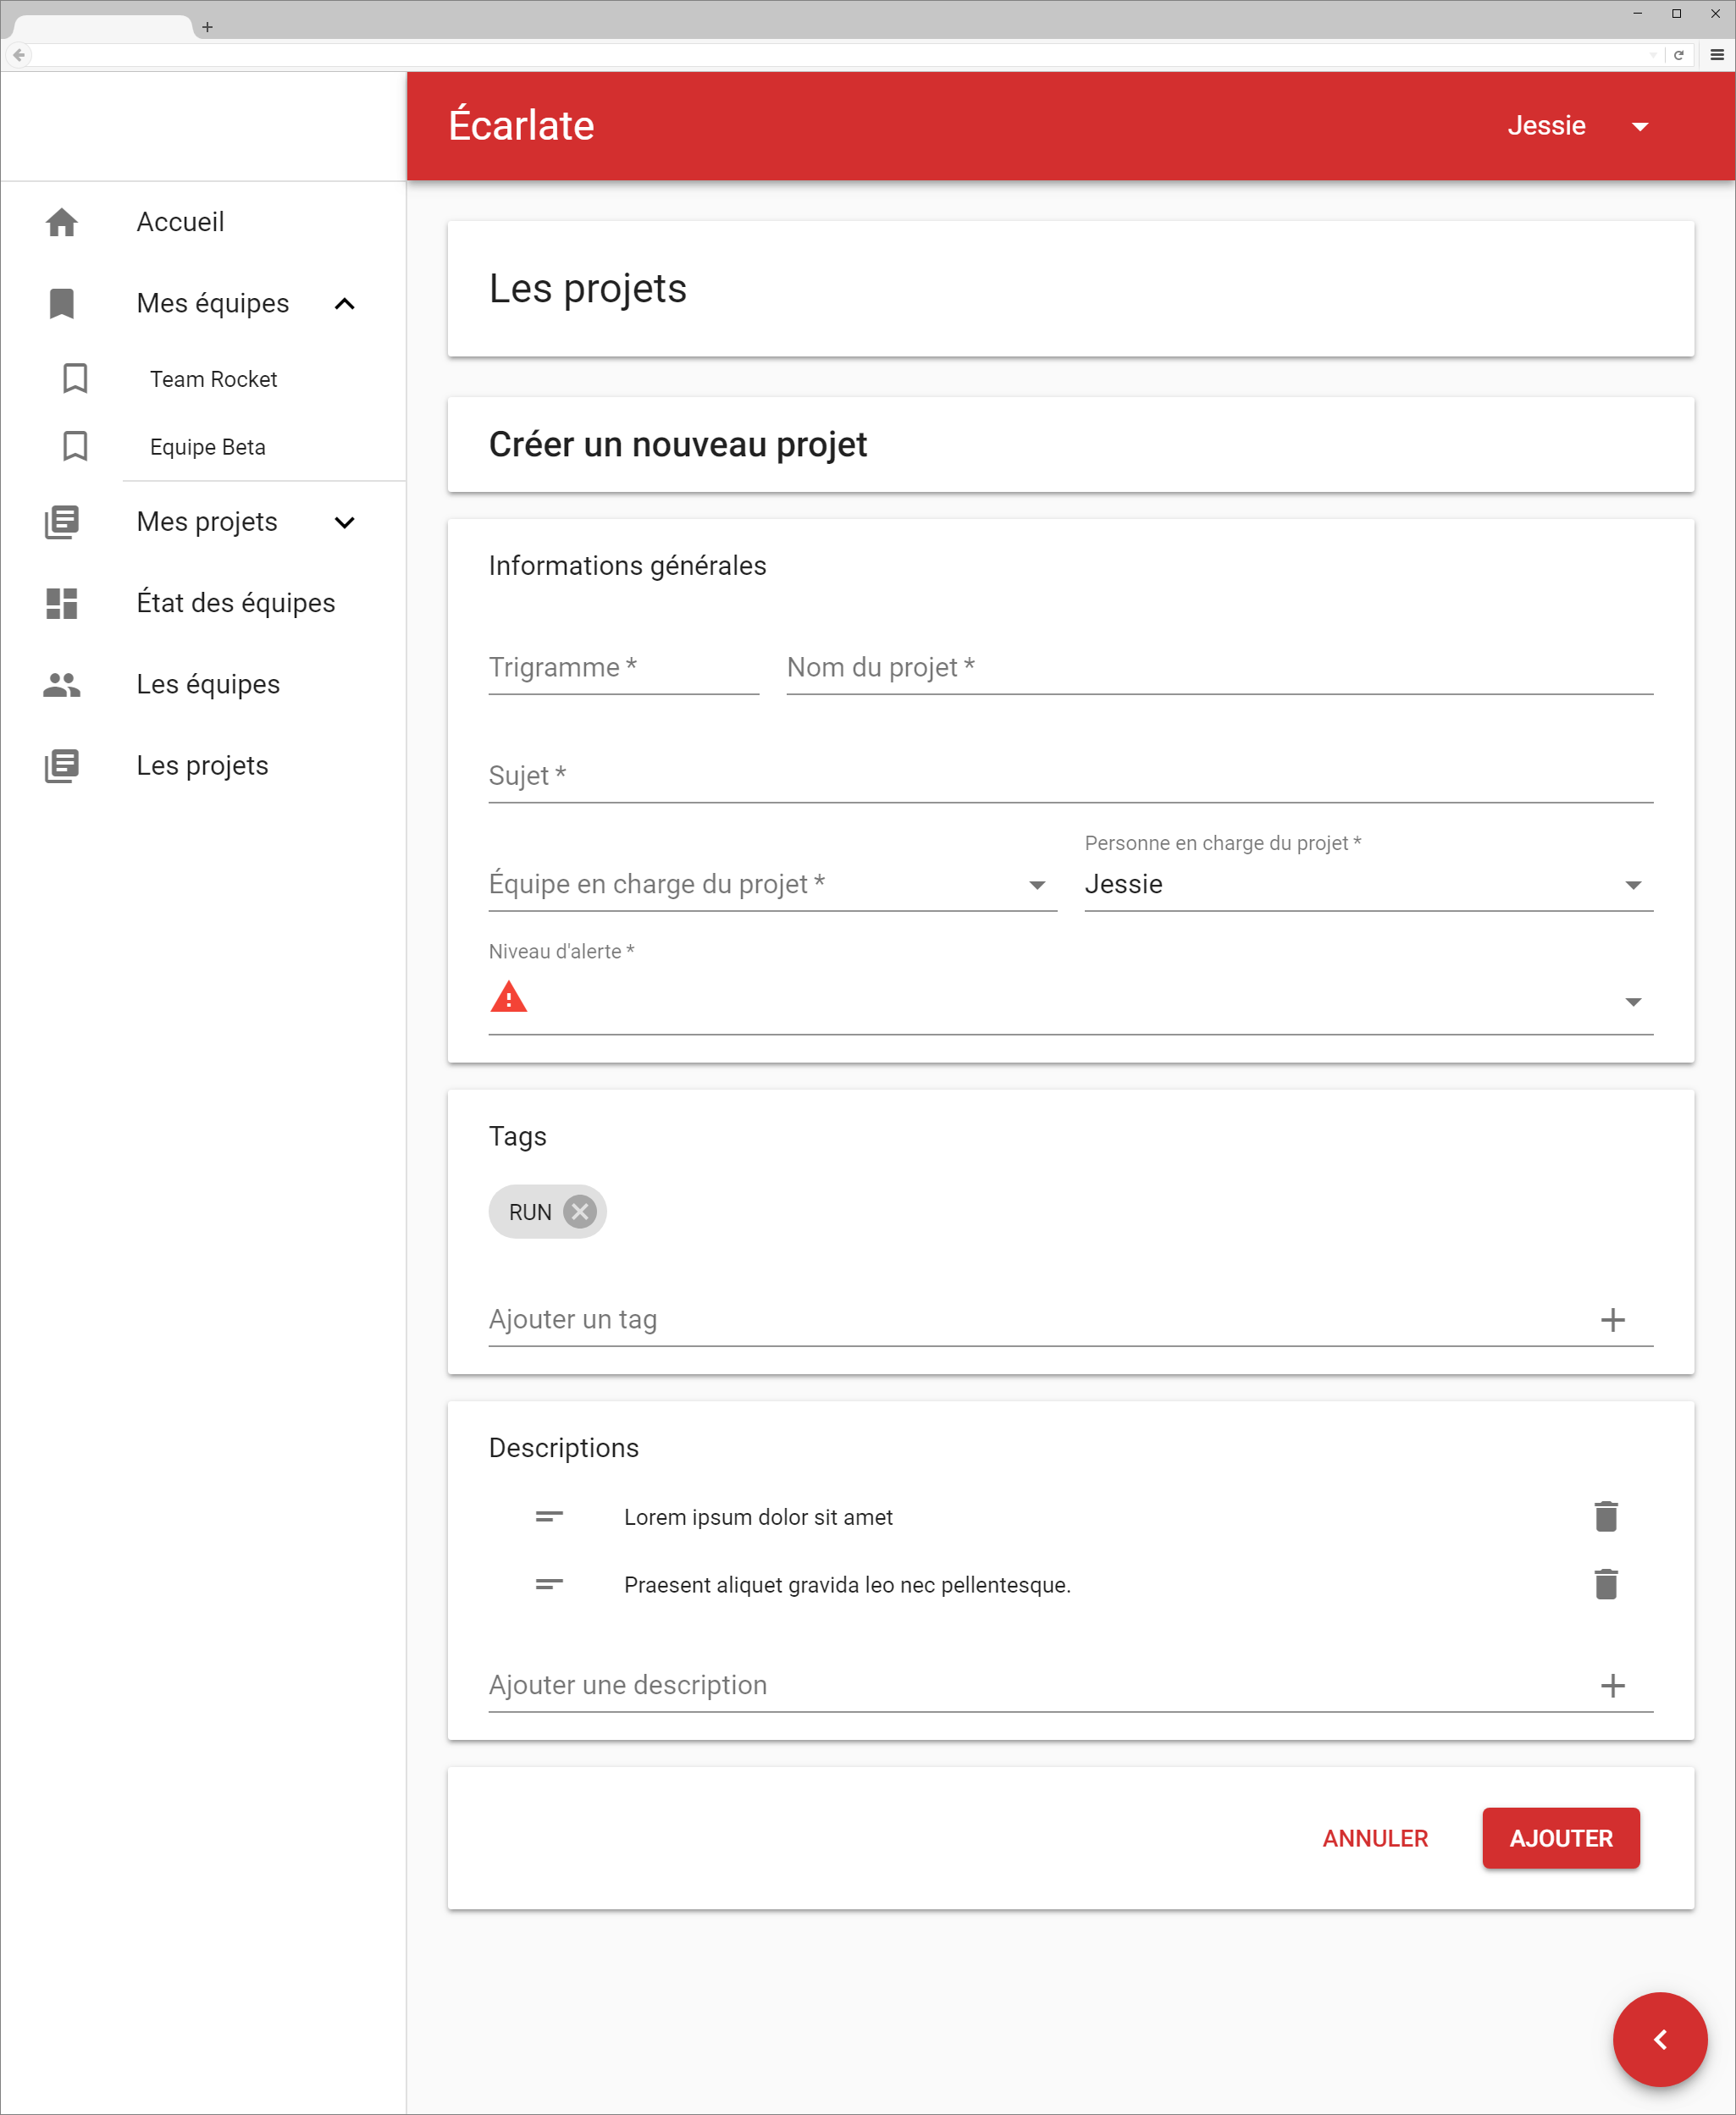 Écarlate
Jessie
Accueil
Mes équipes
Team Rocket
Equipe Beta
Mes projets
État des équipes
Les équipes
Les projets
Les projets
Créer un nouveau projet
Informations générales
Trigramme *
Nom du projet *
Sujet *
Équipe en charge du projet *
Personne en charge du projet *
Jessie
Niveau d'alerte *
Tags
RUN
Ajouter un tag
Descriptions
Lorem ipsum dolor sit amet
Praesent aliquet gravida leo nec pellentesque.
Ajouter une description
ANNULER
AJOUTER